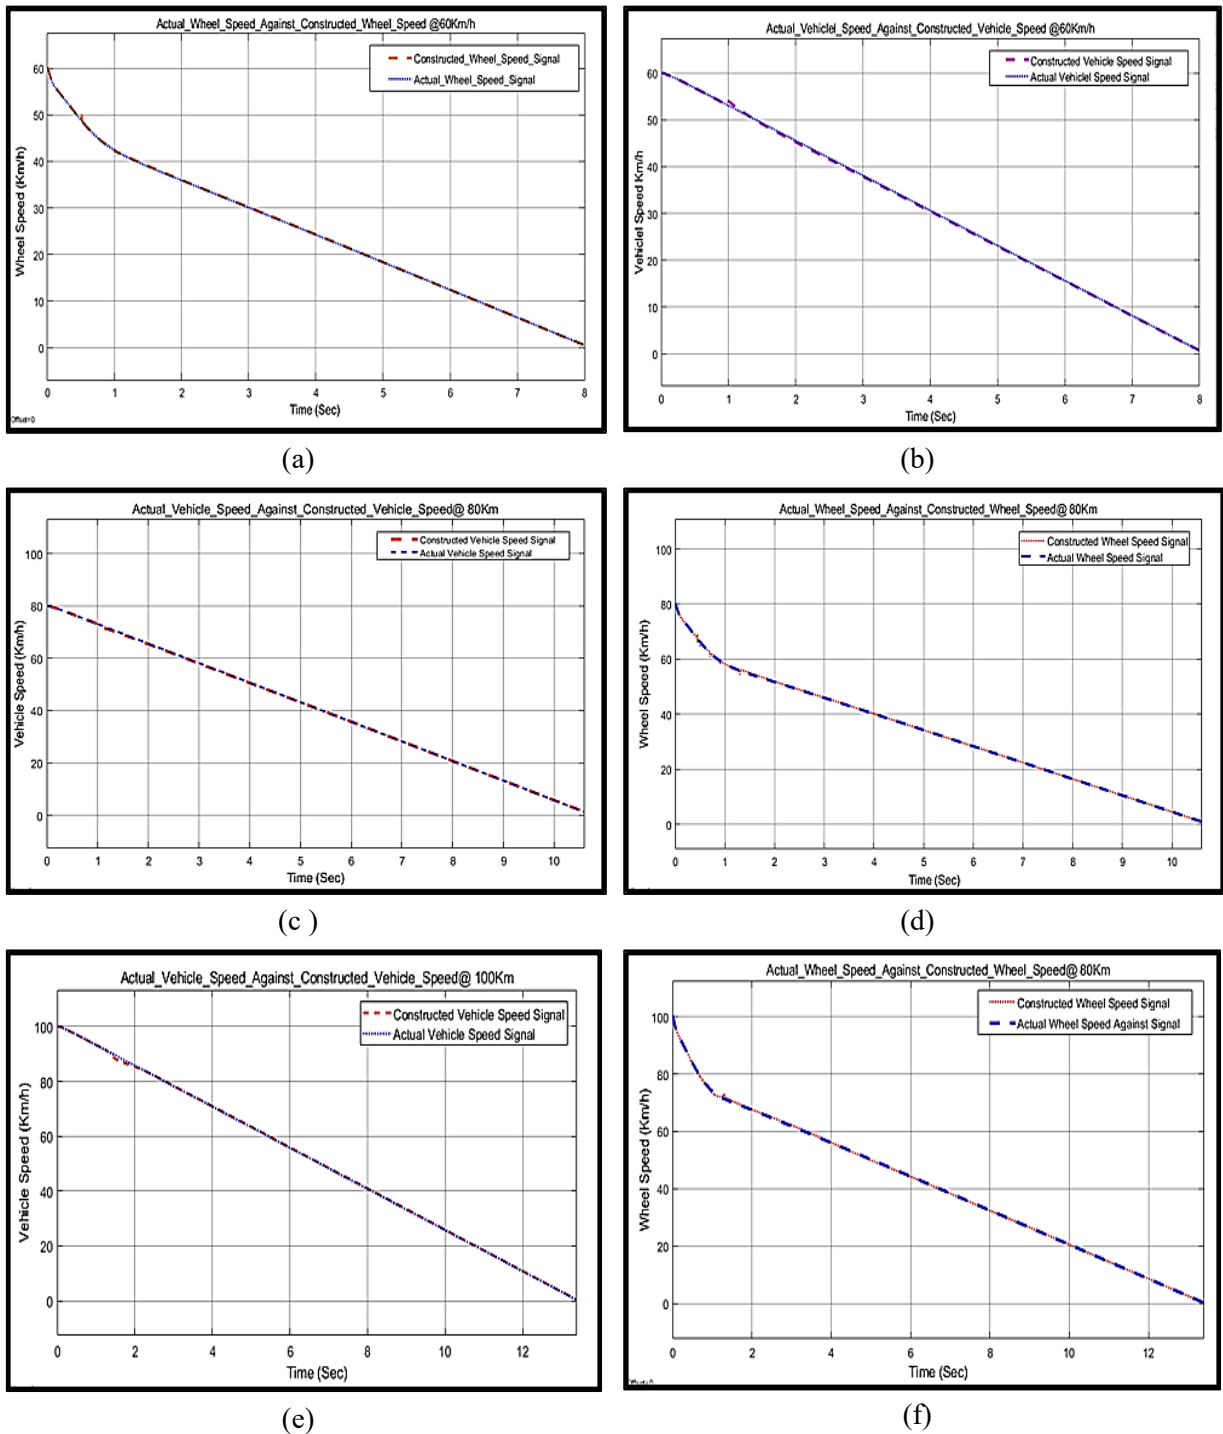 Actual_Wheel_Speed_Against_Constructed_Wheel_Speed @60Km/h
Constructed_Wheel_Speed_Signal
Actual_Wheel_Speed_Signal
Wheel Speed (Km/h)
60
50
40
30
20
10
0
0 1 2 3 4 5 6 7 8
Time (Sec)
Offset=0
(a)
Actual_Vehiclel_Speed_Against_Constructed_Vehicle_Speed @60Km/h
Constructed Vehicle Speed Signal
Actual Vehiclel Speed Signal
Vehiclel Speed Km/h
60
50
40
30
20
10
0
0 1 2 3 4 5 6 7 8
Time (Sec)
(b)
Actual_Vehicle_Speed_Against_Constructed_Vehicle_Speed@ 80Km
Constructed Vehicle Speed Signal
Actual Vehicle Speed Signal
Vehicle Speed (Km/h)
100
80
60
40
20
0
0 1 2 3 4 5 6 7 8 9 10
Time (Sec)
(c )
Actual_Wheel_Speed_Against_Constructed_Wheel_Speed@ 80Km
Constructed Wheel Speed Signal
Actual Wheel Speed Signal
Wheel Speed (Km/h)
100
80
60
40
20
0
0 1 2 3 4 5 6 7 8 9 10
Time (Sec)
(d)
Actual_Vehicle_Speed_Against_Constructed_Vehicle_Speed@ 100Km
Constructed Vehicle Speed Signal
Actual Vehicle Speed Signal
Vehicle Speed (Km/h)
100
80
60
40
20
0
0 2 4 6 8 10 12
Time (Sec)
(e)
Actual_Wheel_Speed_Against_Constructed_Wheel_Speed@ 80Km
Constructed Wheel Speed Signal
Actual Wheel Speed Against Signal
Wheel Speed (Km/h)
100
80
60
40
20
0
0 2 4 6 8 10 12
Time (Sec)
(f)